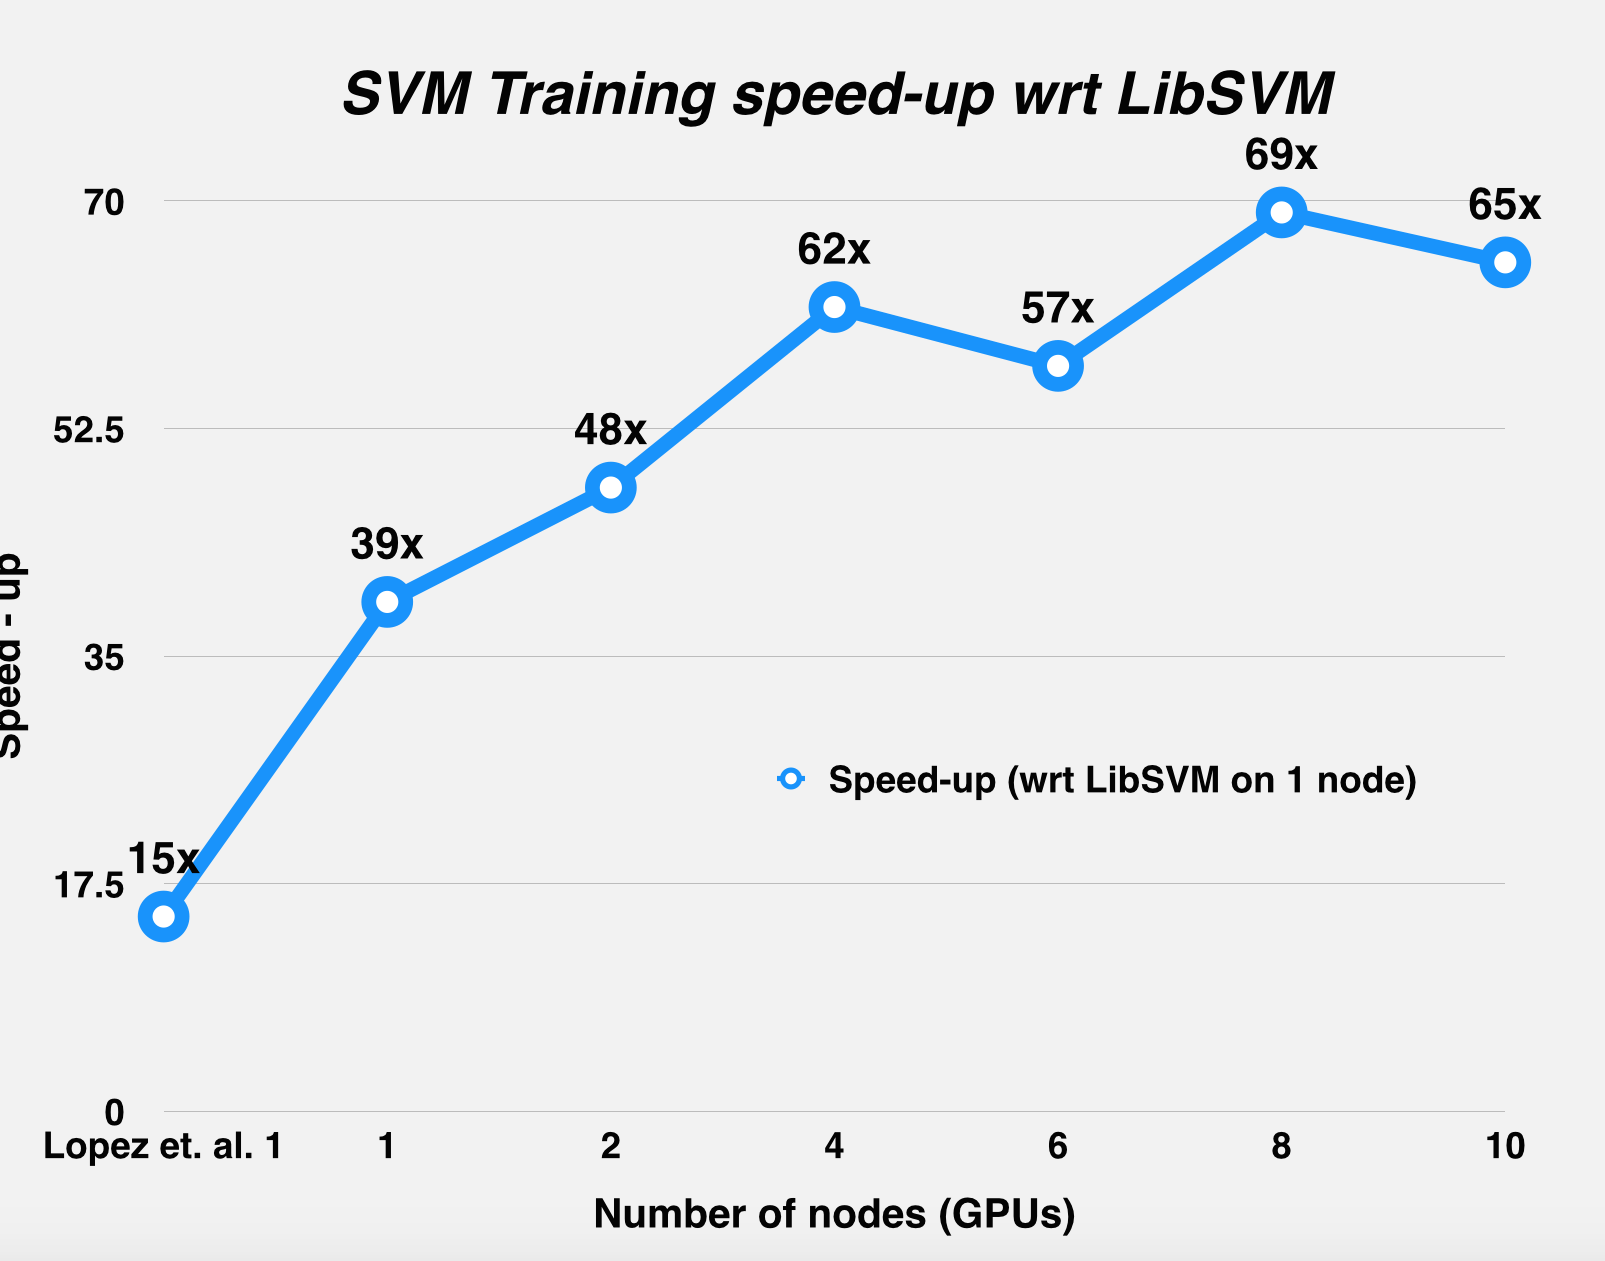 SVM Training speed-up wrt LibSVM
69x
70
65x
62x
57x
52.5
48x
39x
Speed - up
35
Speed-up (wrt LibSVM on 1 node)
15x
17.5
0
Lopez et. al. 1 1 2 4 6 8 10
Number of nodes (GPUs)